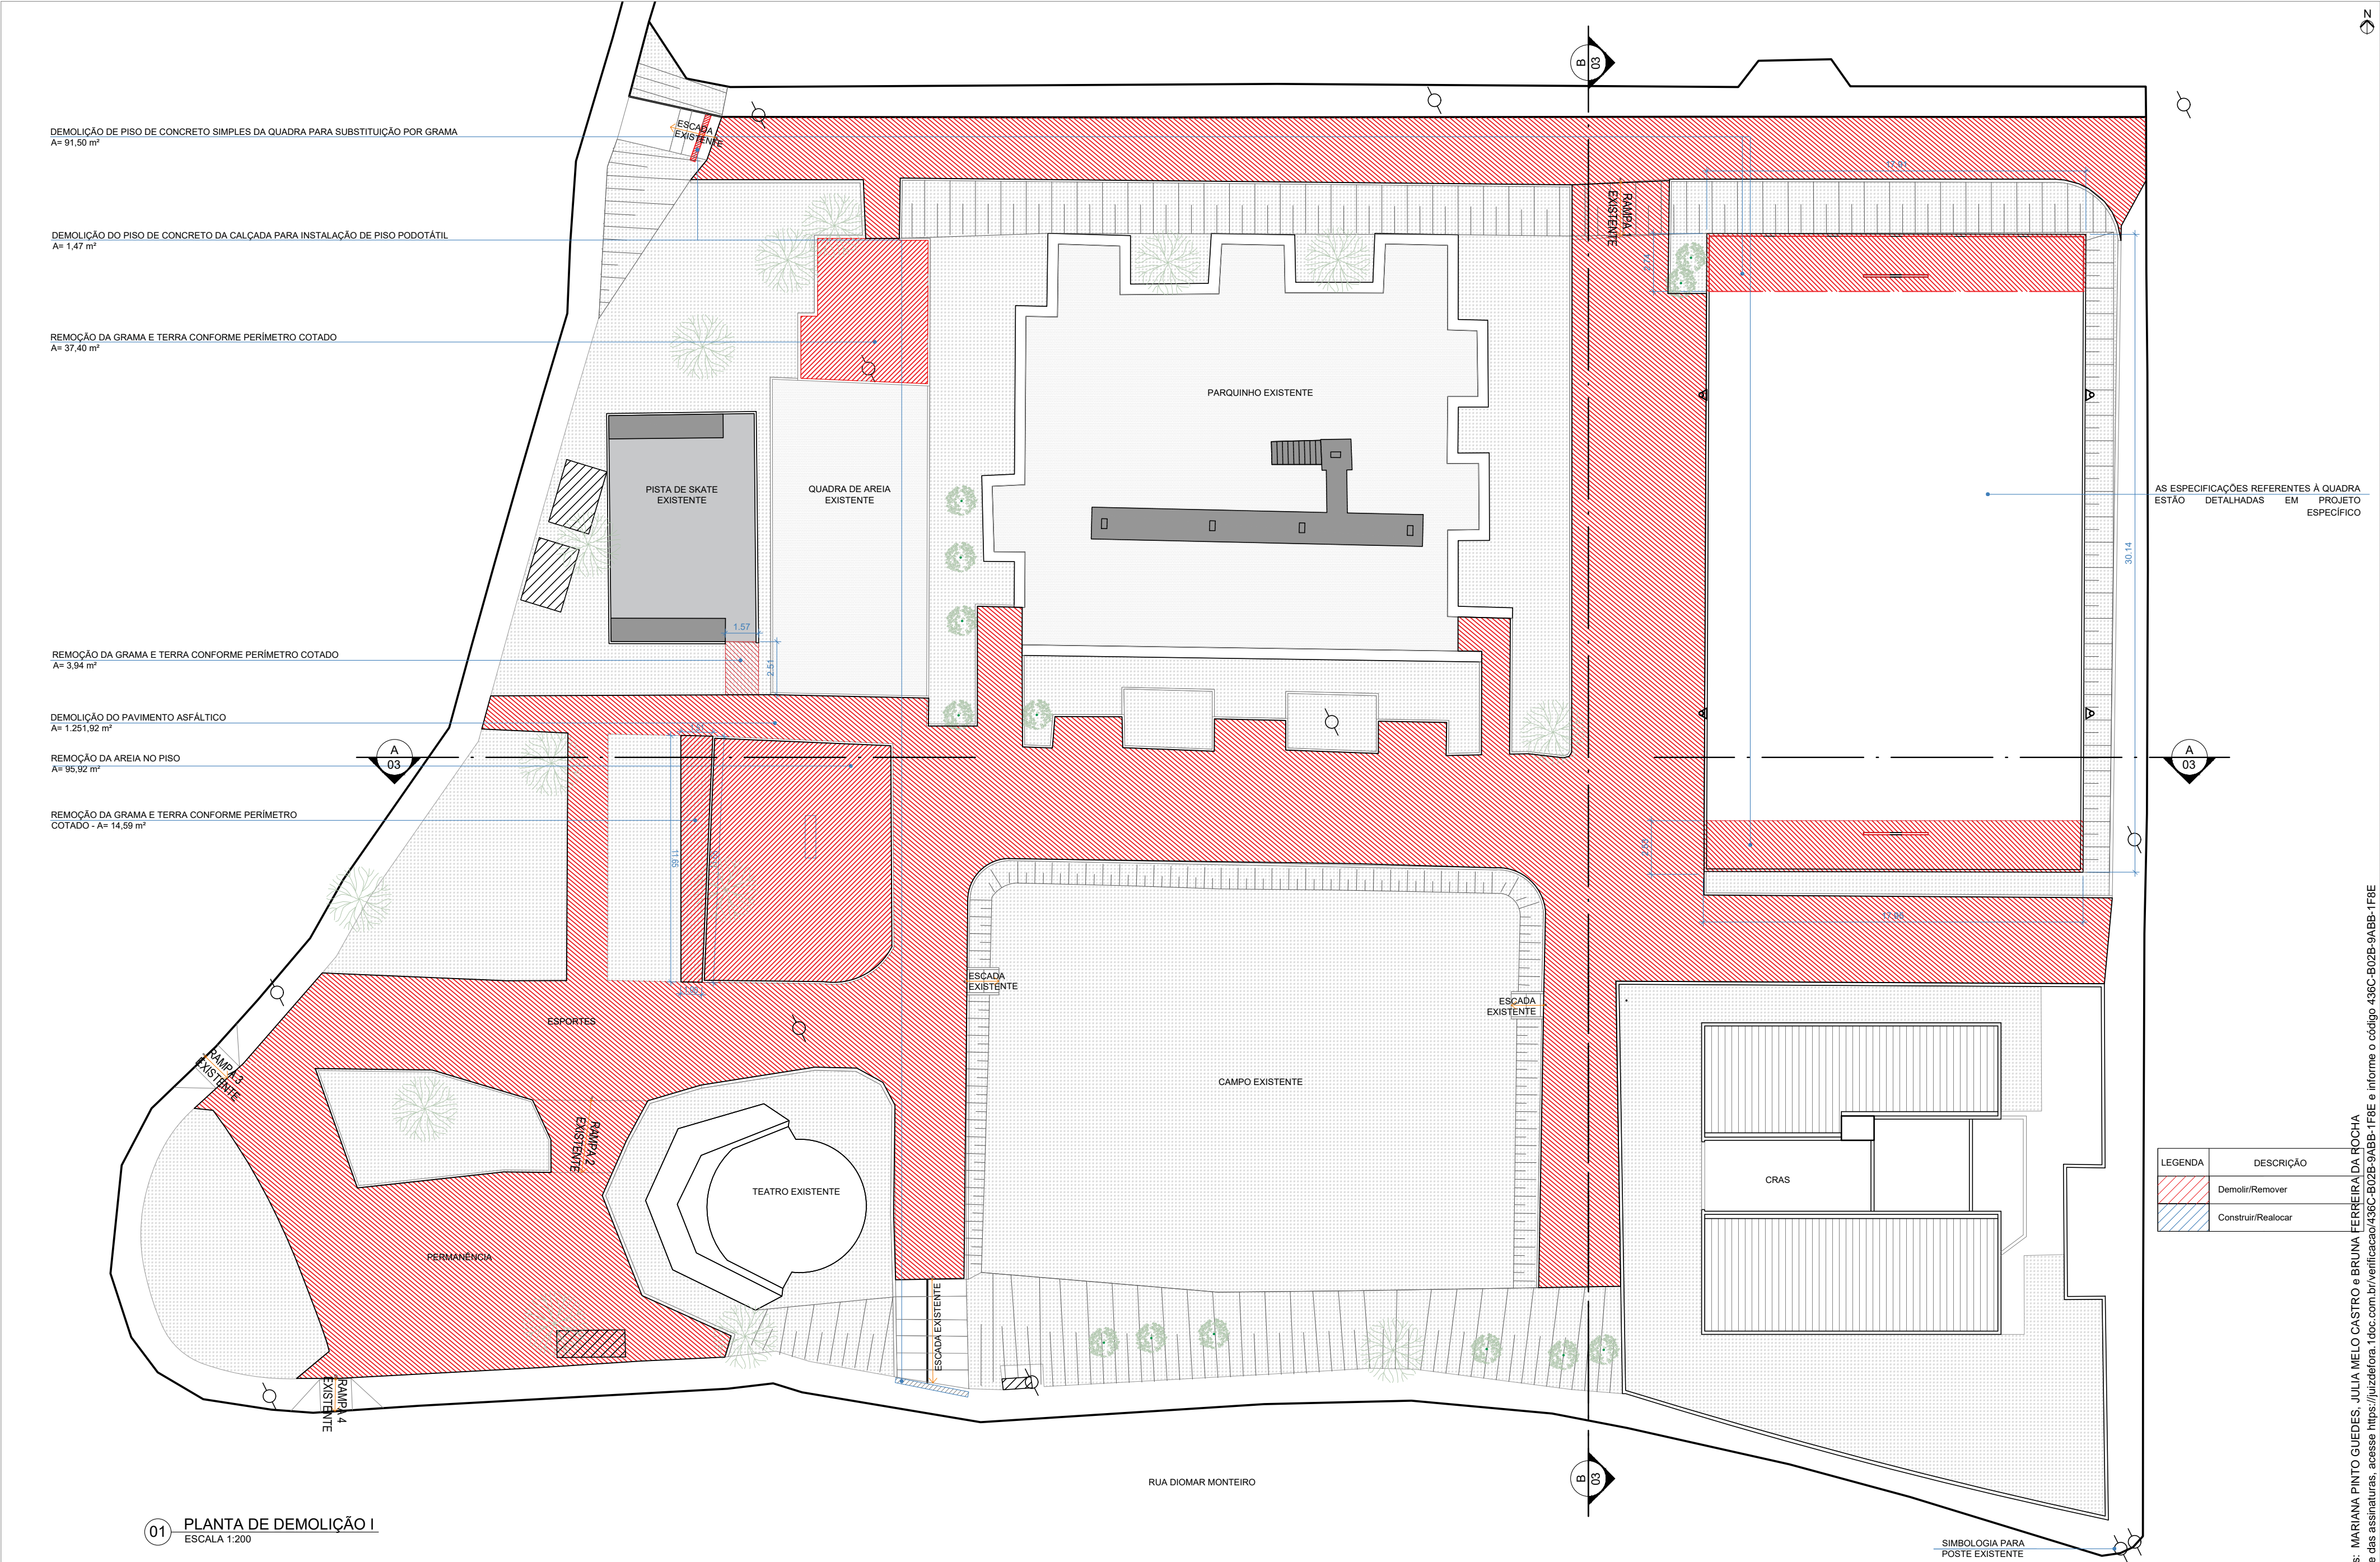 N
B
03
DEMOLIÇÃO DE PISO DE CONCRETO SIMPLES DA QUADRA PARA SUBSTITUIÇÃO POR GRAMA
A= 91,50 m²
ESCADA
EXISTENTE
17.91
RAMPA 1
EXISTENTE
DEMOLIÇÃO DO PISO DE CONCRETO DA CALÇADA PARA INSTALAÇÃO DE PISO PODOTÁTIL
A= 1,47 m²
2.74
REMOÇÃO DA GRAMA E TERRA CONFORME PERÍMETRO COTADO
A= 37,40 m²
PARQUINHO EXISTENTE
PISTA DE SKATE
EXISTENTE
QUADRA DE AREIA
EXISTENTE
AS ESPECIFICAÇÕES REFERENTES À QUADRA
ESTÃO DETALHADAS EM PROJETO
ESPECÍFICO
30.14
1.57
2.51
REMOÇÃO DA GRAMA E TERRA CONFORME PERÍMETRO COTADO
A= 3,94 m²
DEMOLIÇÃO DO PAVIMENTO ASFÁLTICO
A= 1.251,92 m²
A
03
REMOÇÃO DA AREIA NO PISO
A= 95,92 m²
A
03
REMOÇÃO DA GRAMA E TERRA CONFORME PERÍMETRO
COTADO - A= 14,59 m²
11.65
17.96
ESCADA
EXISTENTE
ESCADA
EXISTENTE
ESPORTES
RAMPA 3
EXISTENTE
CAMPO EXISTENTE
RAMPA 2
EXISTENTE
TEATRO EXISTENTE
CRAS
LEGENDA
DESCRIÇÃO
Demolir/Remover
Construir/Realocar
PERMANÊNCIA
ESCADA EXISTENTE
RAMPA 4
EXISTENTE
RUA DIOMAR MONTEIRO
B
03
01
PLANTA DE DEMOLIÇÃO I
ESCALA 1:200
SIMBOLOGIA PARA
POSTE EXISTENTE
s: MARIANA PINTO GUEDES, JULIA MELO CASTRO e BRUNA FERREIRA DA ROCHA
e das assinaturas, acesse https://juizdefora.1doc.com.br/verificacao/436C-B02B-9ABB-1F8E e informe o código 436C-B02B-9ABB-1F8E